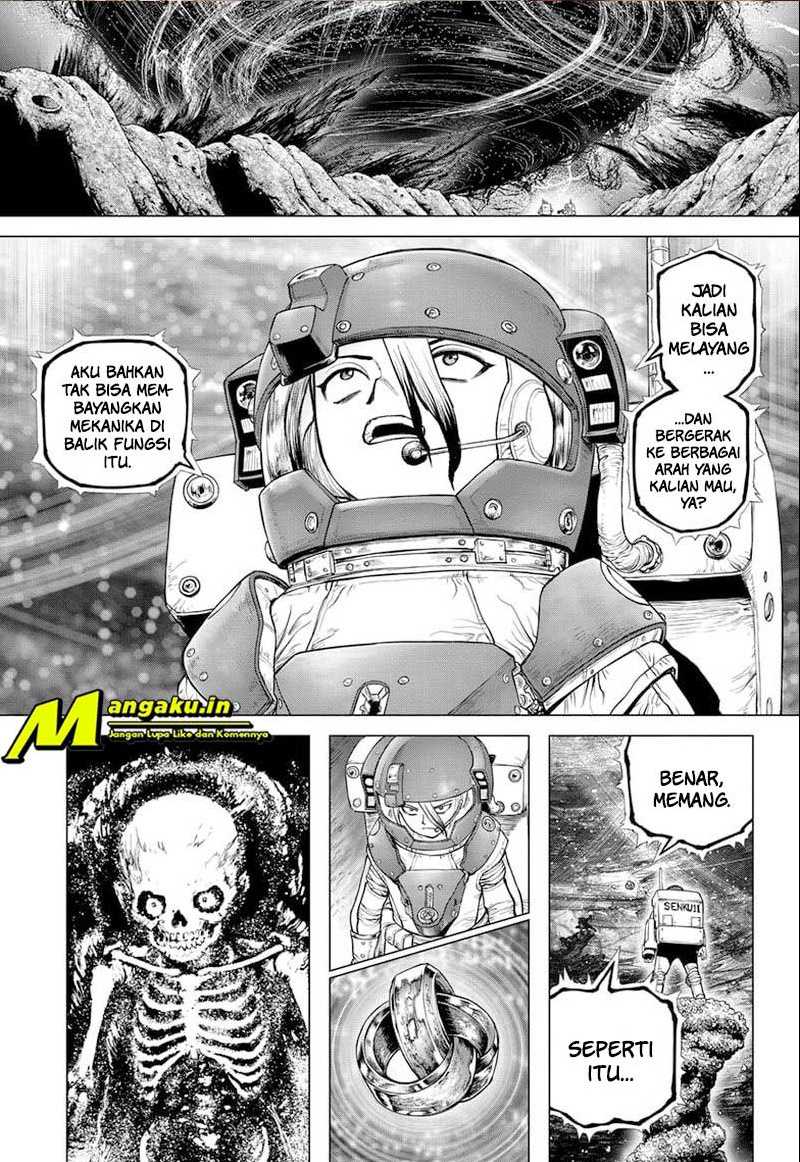 JADI
KALIAN
BISA
MELAYANG
...
...DAN
BERGERAK
KE BERBAGAI
ARAH YANG
KALIAN MAU,
YA?
AKU BAHKAN
TAK BISA MEM-
BAYANGKAN
MEKANIKA DI
BALIK FUNGSI
ITU.
Mangaku.in
Jangan Lupa Like dan Komennya
BENAR,
MEMANG.
SENKU11
SEPERTI
ITU...